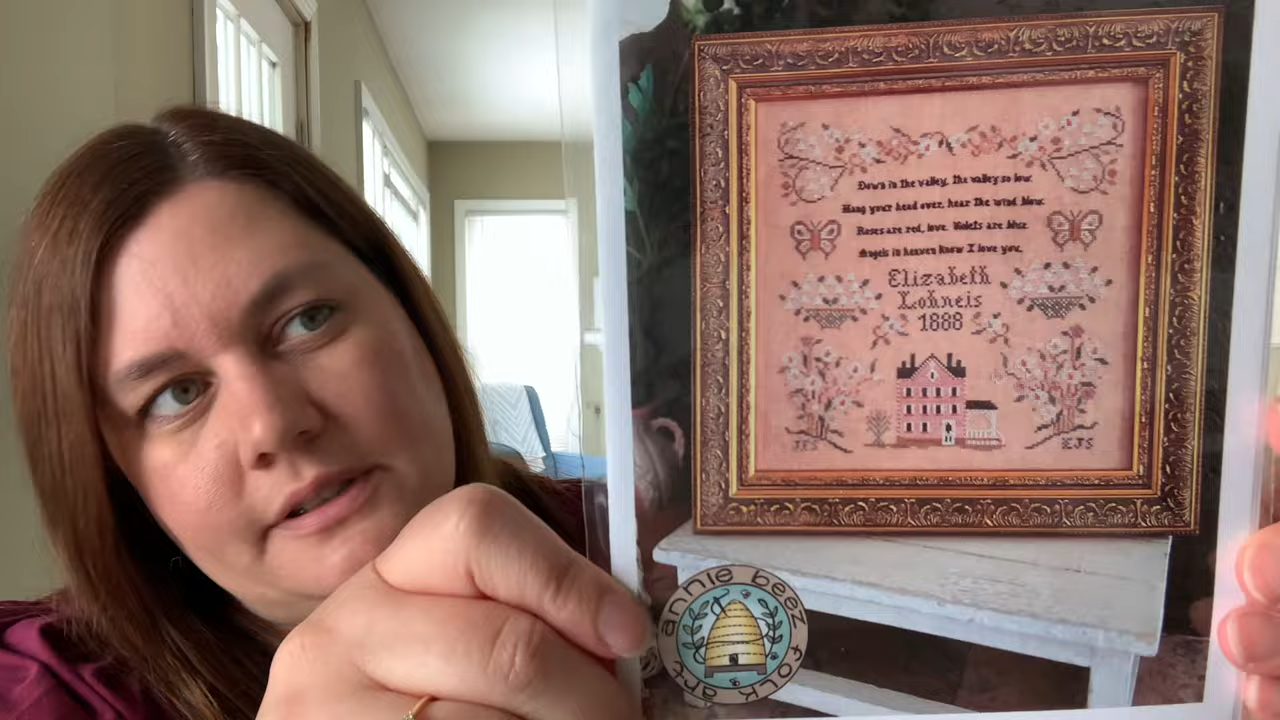 Down in the valley, the valley so low.
Hang your head over, hear the wind blow.
Roses are red, love. Violets are blue.
Angels in heaven know I love you.
Elizabeth
Lohneis
1888
JFS
EJS
annie beez folk art